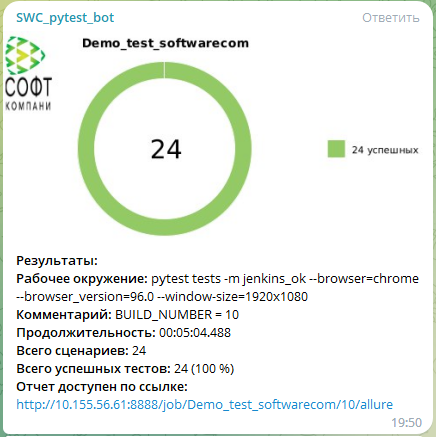 SWC_pytest_bot
Ответить
Demo_test_softwarecom
СОФТ
КОМПАНИ
24
24 успешных
Результаты:
Рабочее окружение: pytest tests -m jenkins_ok --browser=chrome
--browser_version=96.0 --window-size=1920x1080
Комментарий: BUILD_NUMBER = 10
Продолжительность: 00:05:04.488
Всего сценариев: 24
Всего успешных тестов: 24 (100 %)
Отчет доступен по ссылке:
http://10.155.56.61:8888/job/Demo_test_softwarecom/10/allure
19:50